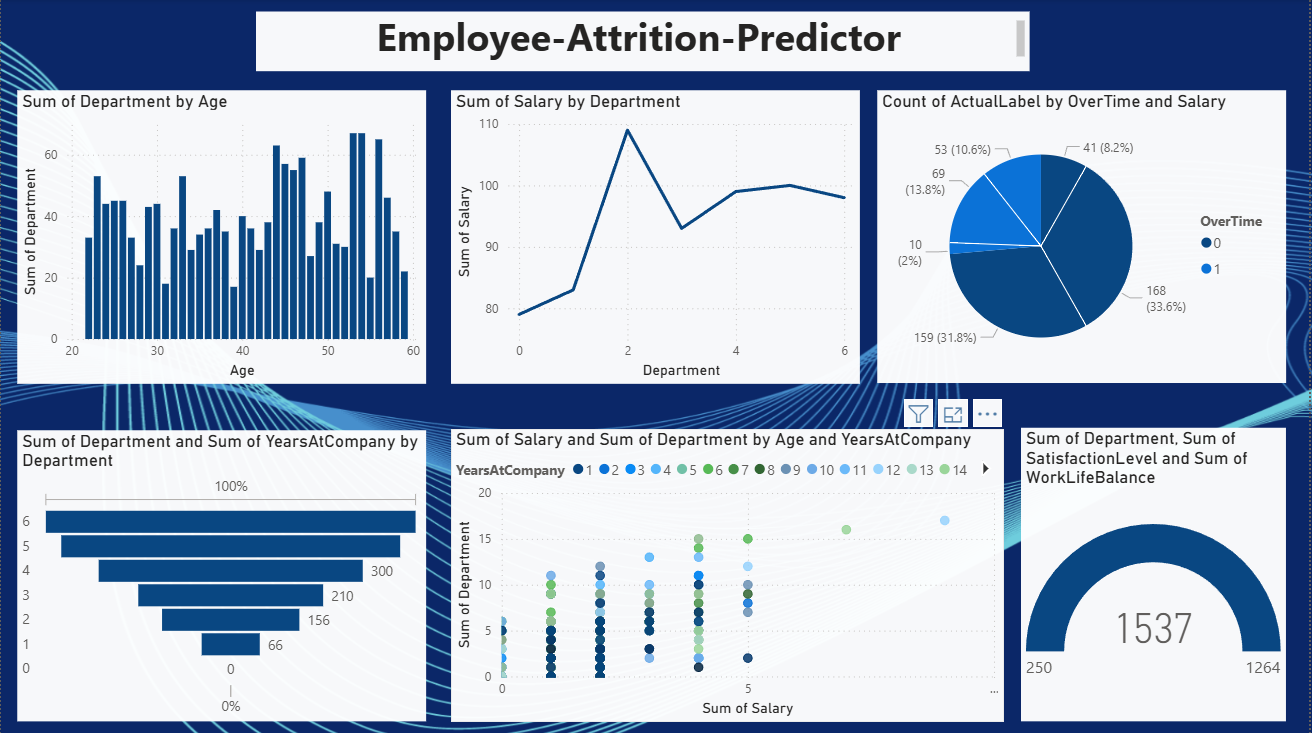 Employee-Attrition-Predictor
Sum of Department by Age
Sum of Department
60
40
20
0
20
30
40
50
60
Age
Sum of Salary by Department
Sum of Salary
110
100
90
80
0
2
4
6
Department
Count of ActualLabel by OverTime and Salary
53 (10.6%)
41 (8.2%)
69
(13.8%)
10
(2%)
168
(33.6%)
159 (31.8%)
OverTime
0
1
Sum of Department and Sum of YearsAtCompany by
Department
100%
6
5
4
300
3
210
2
156
1
66
0
0
0%
Sum of Salary and Sum of Department by Age and YearsAtCompany
YearsAtCompany 1 2 3 4 5 6 7 8 9 10 11 12 13 14
Sum of Department
20
15
10
5
0
0
5
...
Sum of Salary
Sum of Department, Sum of
SatisfactionLevel and Sum of
WorkLifeBalance
1537
250
1264